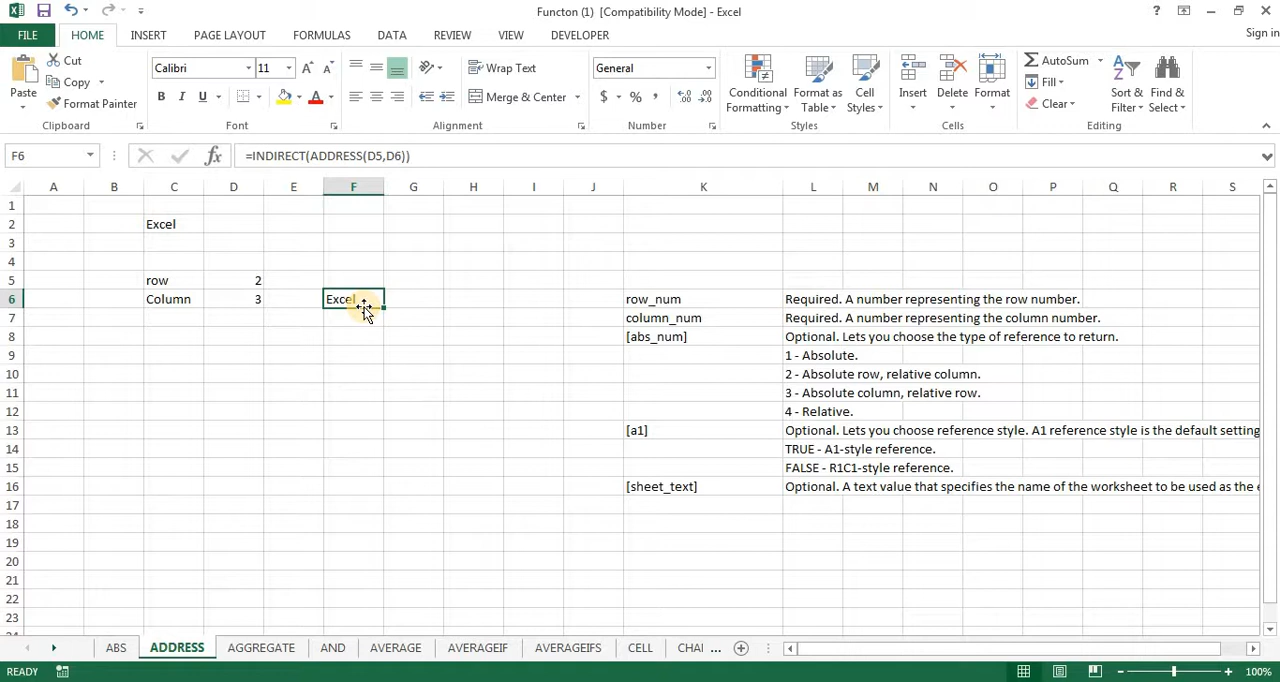 Functon (1) [Compatibility Mode] - Excel
Sign in
FILE HOME INSERT PAGE LAYOUT FORMULAS DATA REVIEW VIEW DEVELOPER
Paste
Cut
Copy
Format Painter
Clipboard
Calibri 11
B I U
Font
Wrap Text
Merge & Center
Alignment
General
$ % ,
Number
Conditional Formatting
Format as Table
Cell Styles
Styles
Insert
Delete
Format
Cells
AutoSum
Fill
Clear
Sort & Filter
Find & Select
Editing
F6
=INDIRECT(ADDRESS(D5,D6))
A B C D E F G H I J K L M N O P Q R S
1
2 Excel
3
4
5 row 2
6 Column 3 Excel row_num Required. A number representing the row number.
7 column_num Required. A number representing the column number.
8 [abs_num] Optional. Lets you choose the type of reference to return.
9 1 - Absolute.
10 2 - Absolute row, relative column.
11 3 - Absolute column, relative row.
12 4 - Relative.
13 [a1] Optional. Lets you choose reference style. A1 reference style is the default setting
14 TRUE - A1-style reference.
15 FALSE - R1C1-style reference.
16 [sheet_text] Optional. A text value that specifies the name of the worksheet to be used as the e
17
18
19
20
21
22
23
ABS ADDRESS AGGREGATE AND AVERAGE AVERAGEIF AVERAGEIFS CELL CHAI ...
READY
100%